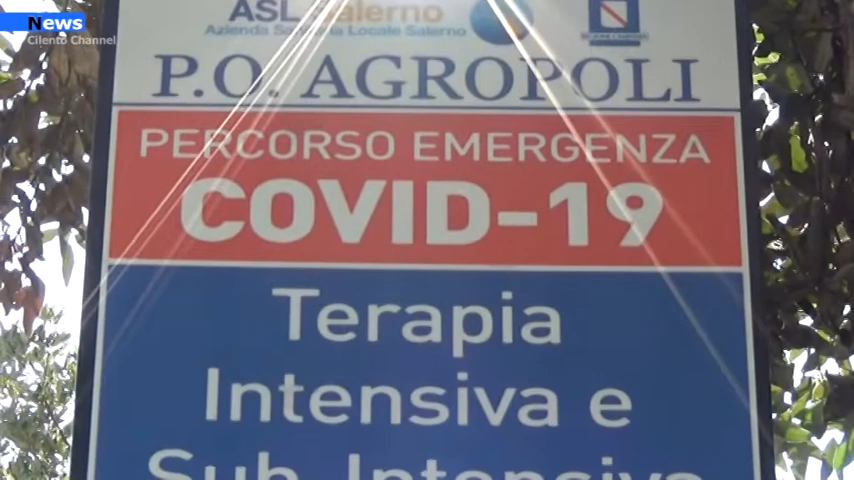 News
Cilento Channel
ASL Salerno
Azienda Sanitaria Locale Salerno
P.O. AGROPOLI
PERCORSO EMERGENZA
COVID-19
Terapia
Intensiva e
Sub-Intensiva